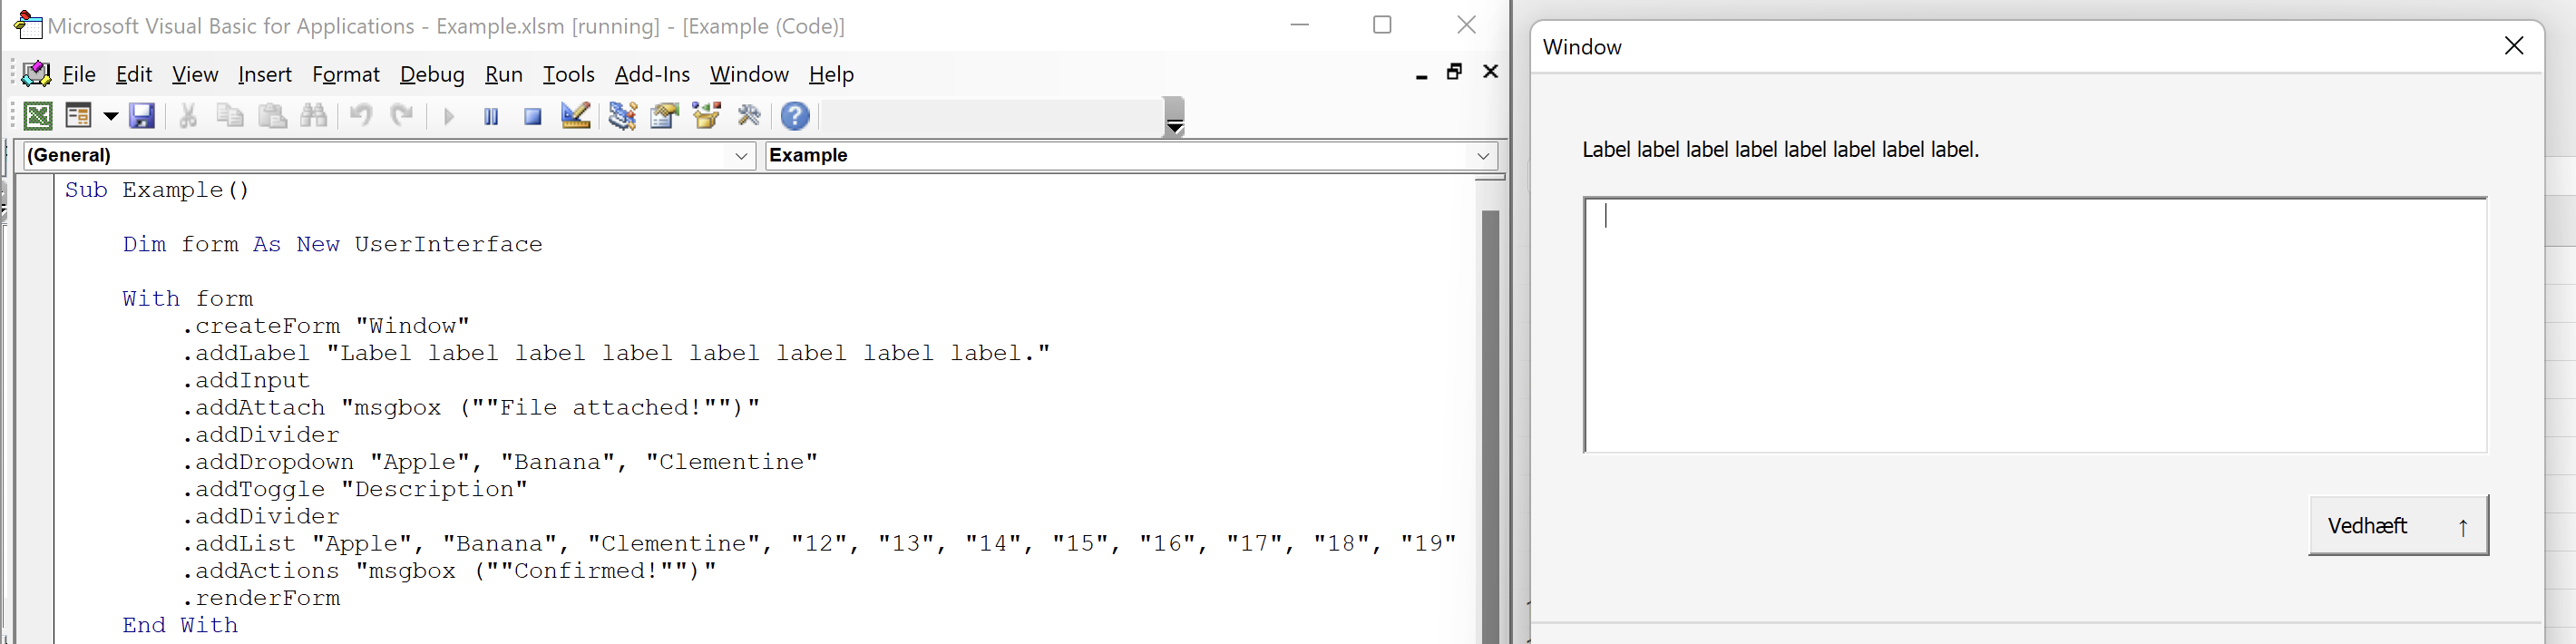 Microsoft Visual Basic for Applications - Example.xlsm [running] - [Example (Code)]
File Edit View Insert Format Debug Run Tools Add-Ins Window Help
(General) Example
Sub Example()
Dim form As New UserInterface
With form
.createForm "Window"
.addLabel "Label label label label label label label label."
.addInput
.addAttach "msgbox (""File attached!"")"
.addDivider
.addDropdown "Apple", "Banana", "Clementine"
.addToggle "Description"
.addDivider
.addList "Apple", "Banana", "Clementine", "12", "13", "14", "15", "16", "17", "18", "19"
.addActions "msgbox (""Confirmed!"")"
.renderForm
End With
Window
Label label label label label label label label.
Vedhæft ↑